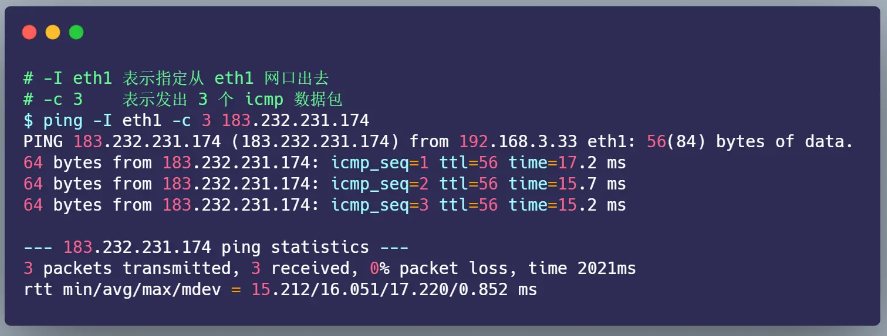 # -I eth1 表示指定从 eth1 网口出去
# -c 3    表示发出 3 个 icmp 数据包
$ ping -I eth1 -c 3 183.232.231.174
PING 183.232.231.174 (183.232.231.174) from 192.168.3.33 eth1: 56(84) bytes of data.
64 bytes from 183.232.231.174: icmp_seq=1 ttl=56 time=17.2 ms
64 bytes from 183.232.231.174: icmp_seq=2 ttl=56 time=15.7 ms
64 bytes from 183.232.231.174: icmp_seq=3 ttl=56 time=15.2 ms
--- 183.232.231.174 ping statistics ---
3 packets transmitted, 3 received, 0% packet loss, time 2021ms
rtt min/avg/max/mdev = 15.212/16.051/17.220/0.852 ms